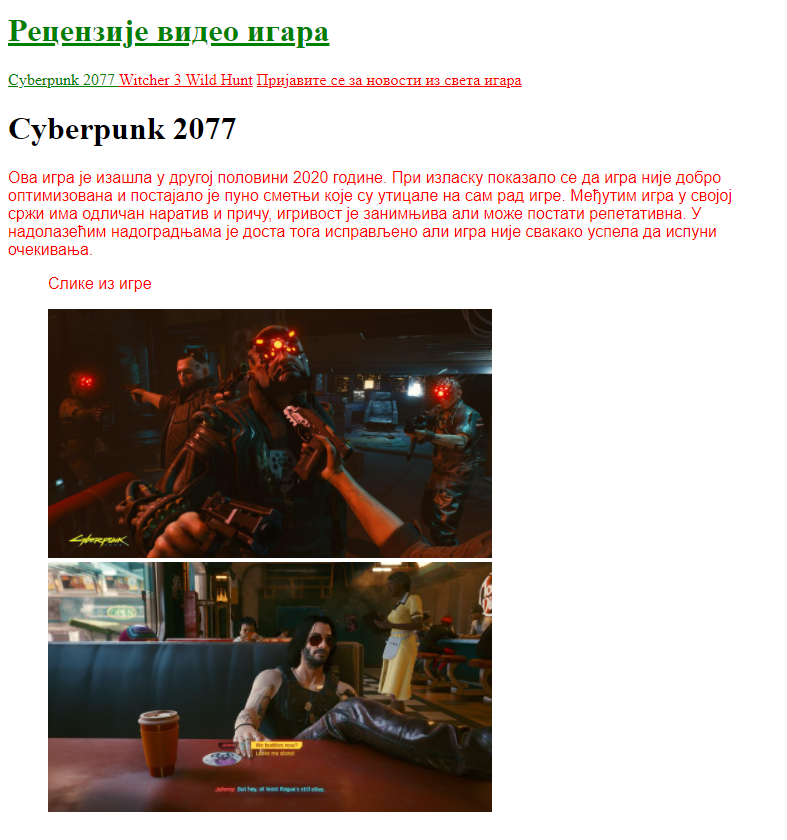 Рецензије видео игара
Cyberpunk 2077 Witcher 3 Wild Hunt Пријавите се за новости из света игара
Cyberpunk 2077
Ова игра је изашла у другој половини 2020 године. При изласку показало се да игра није добро
оптимизована и постајало је пуно сметњи које су утицале на сам рад игре. Међутим игра у својој
сржи има одличан наратив и причу, игривост је занимњива али може постати репетативна. У
надолазећим надоградњама је доста тога исправљено али игра није свакако успела да испуни
очекивања.
Слике из игре
Cyberpunk
OPEN
We buddies now?
Leave me alone!
Johnny: But hey, at least Rogue's still alive.